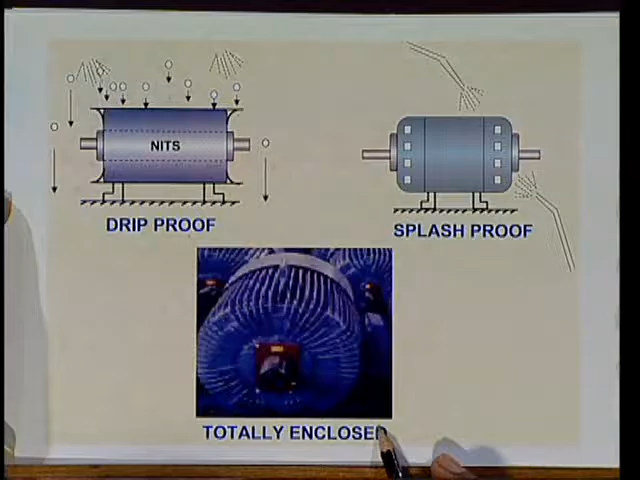 NITS
DRIP PROOF
SPLASH PROOF
TOTALLY ENCLOSED